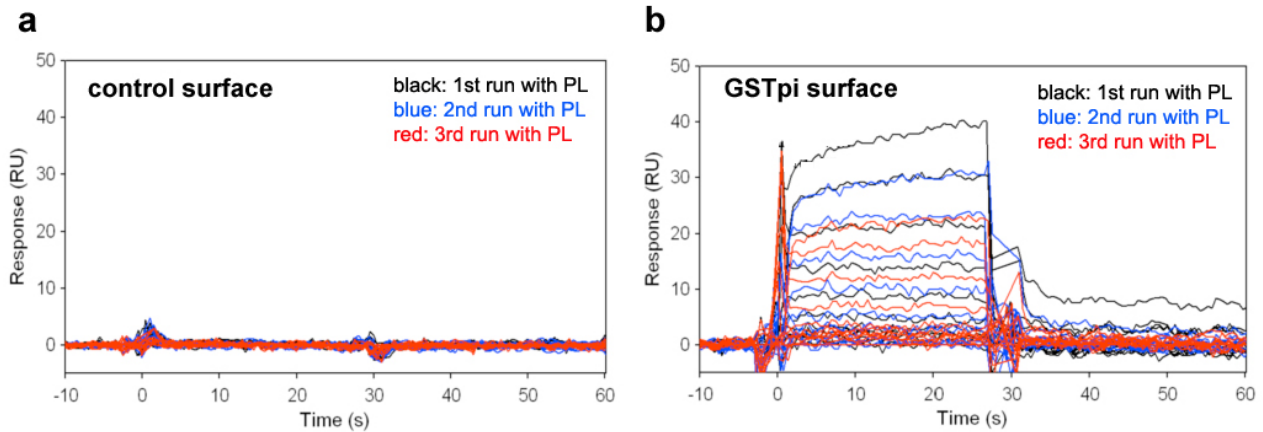 a
control surface
black: 1st run with PL
blue: 2nd run with PL
red: 3rd run with PL
Response (RU)
50
40
30
20
10
0
-10
0
10
20
30
40
50
60
Time (s)
b
GSTpi surface
black: 1st run with PL
blue: 2nd run with PL
red: 3rd run with PL
Response (RU)
50
40
30
20
10
0
-10
0
10
20
30
40
50
60
Time (s)